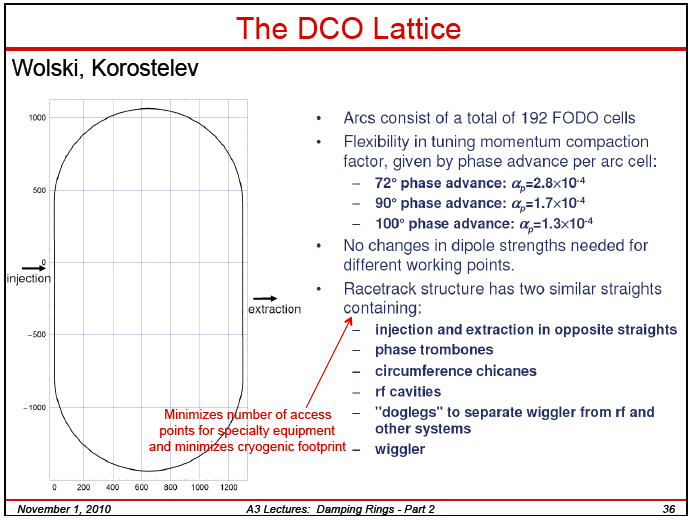 The DCO Lattice
Wolski, Korostelev
1000
500
0
−500
−1000
0 200 400 600 800 1000 1200
injection
extraction
• Arcs consist of a total of 192 FODO cells
• Flexibility in tuning momentum compaction
factor, given by phase advance per arc cell:
– 72° phase advance: αp=2.8×10-4
– 90° phase advance: αp=1.7×10-4
– 100° phase advance: αp=1.3×10-4
• No changes in dipole strengths needed for
different working points.
• Racetrack structure has two similar straights
containing:
– injection and extraction in opposite straights
– phase trombones
– circumference chicanes
– rf cavities
– "doglegs" to separate wiggler from rf and
other systems
– wiggler
Minimizes number of access
points for specialty equipment
and minimizes cryogenic footprint
November 1, 2010 A3 Lectures: Damping Rings - Part 2 36